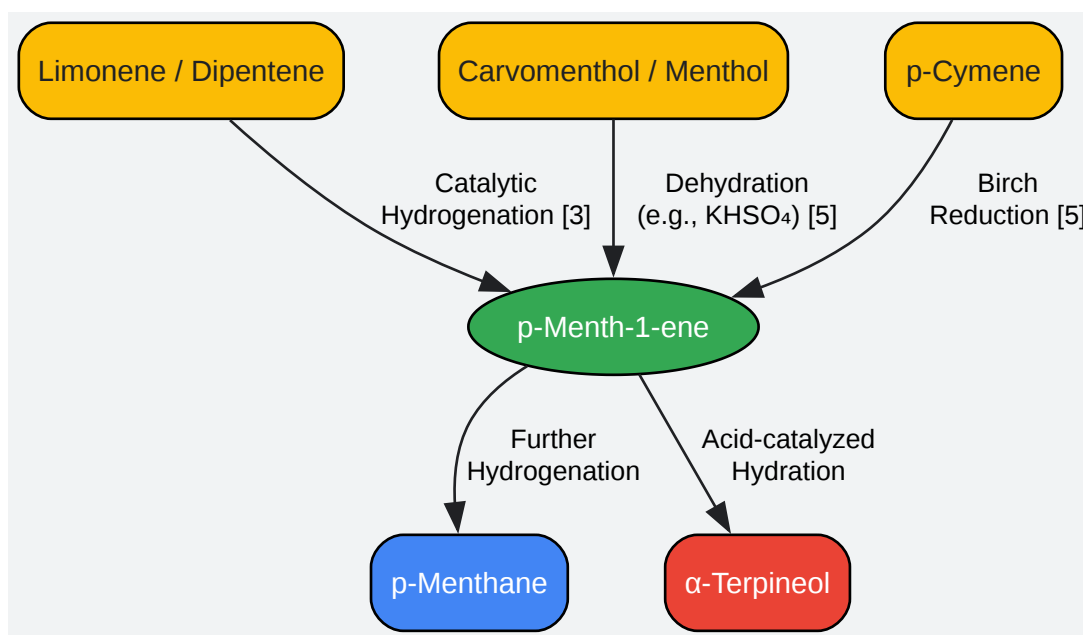 Limonene / Dipentene
Carvomenthol / Menthol
p-Cymene
Catalytic
Hydrogenation [3]
Dehydration
(e.g., KHSO₄) [5]
Birch
Reduction [5]
p-Menth-1-ene
Further
Hydrogenation
Acid-catalyzed
Hydration
p-Menthane
α-Terpineol